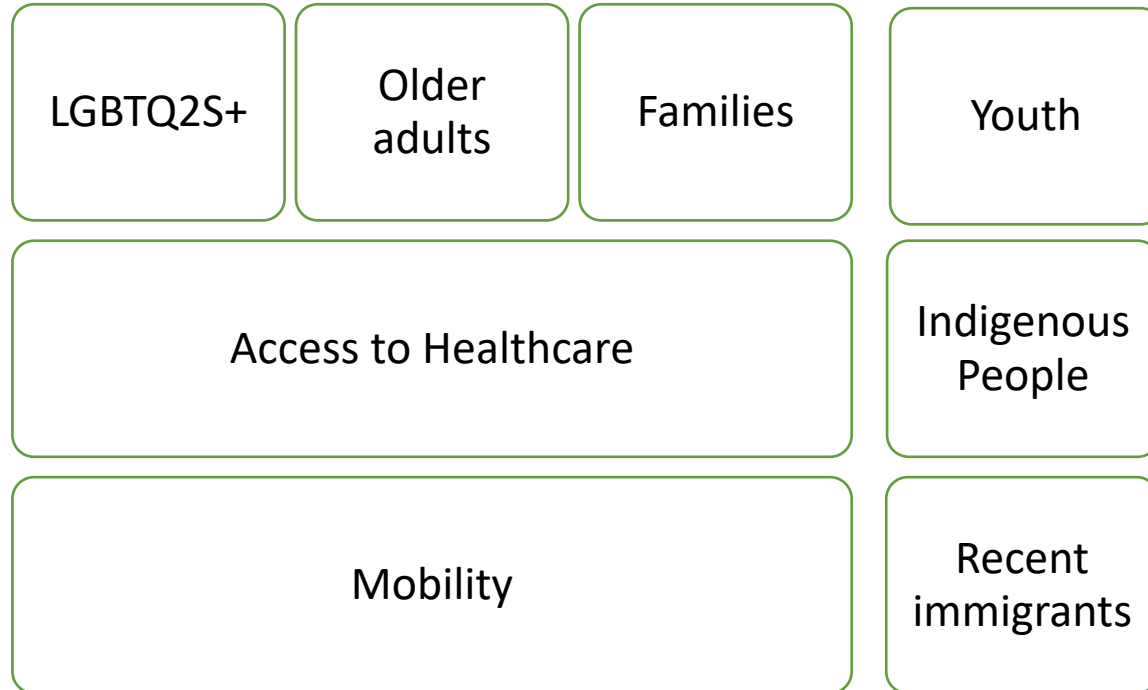 LGBTQ2S+
Older
adults
Families
Youth
Access to Healthcare
Indigenous
People
Mobility
Recent
immigrants